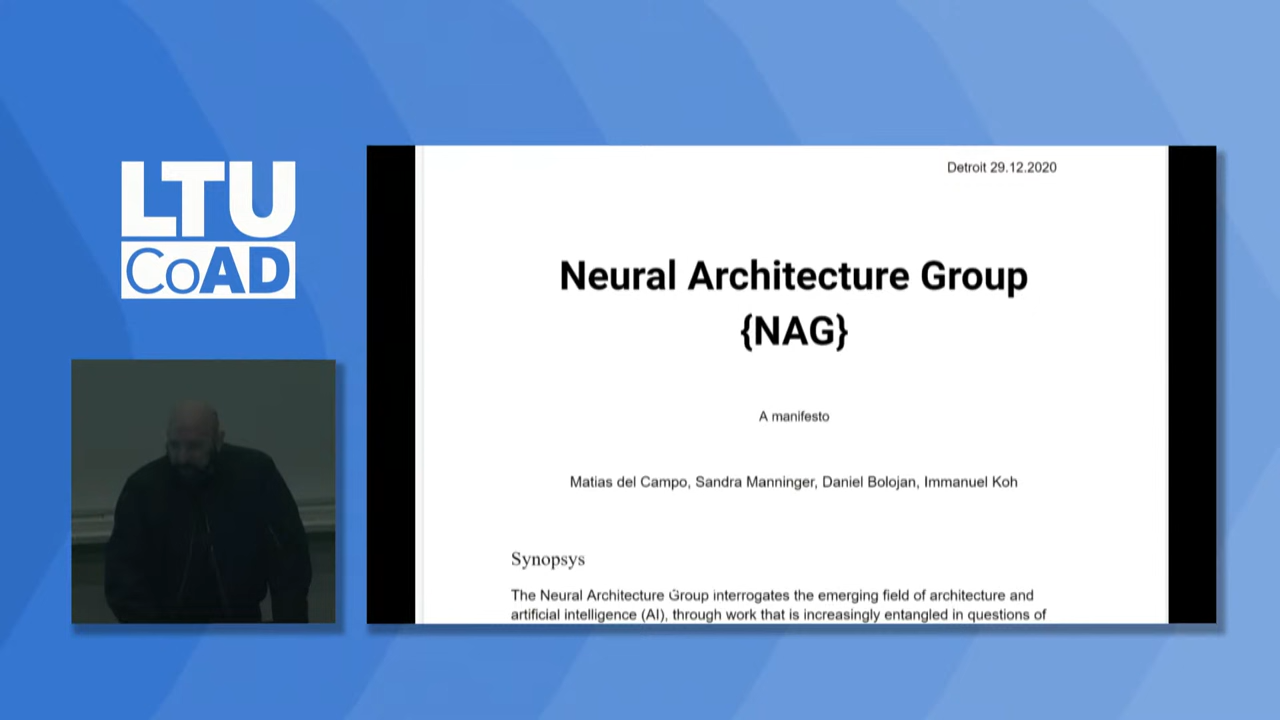 LTU
CoAD
Detroit 29.12.2020
Neural Architecture Group
{NAG}
A manifesto
Matias del Campo, Sandra Manninger, Daniel Bolojan, Immanuel Koh
Synopsys
The Neural Architecture Group interrogates the emerging field of architecture and
artificial intelligence (AI), through work that is increasingly entangled in questions of